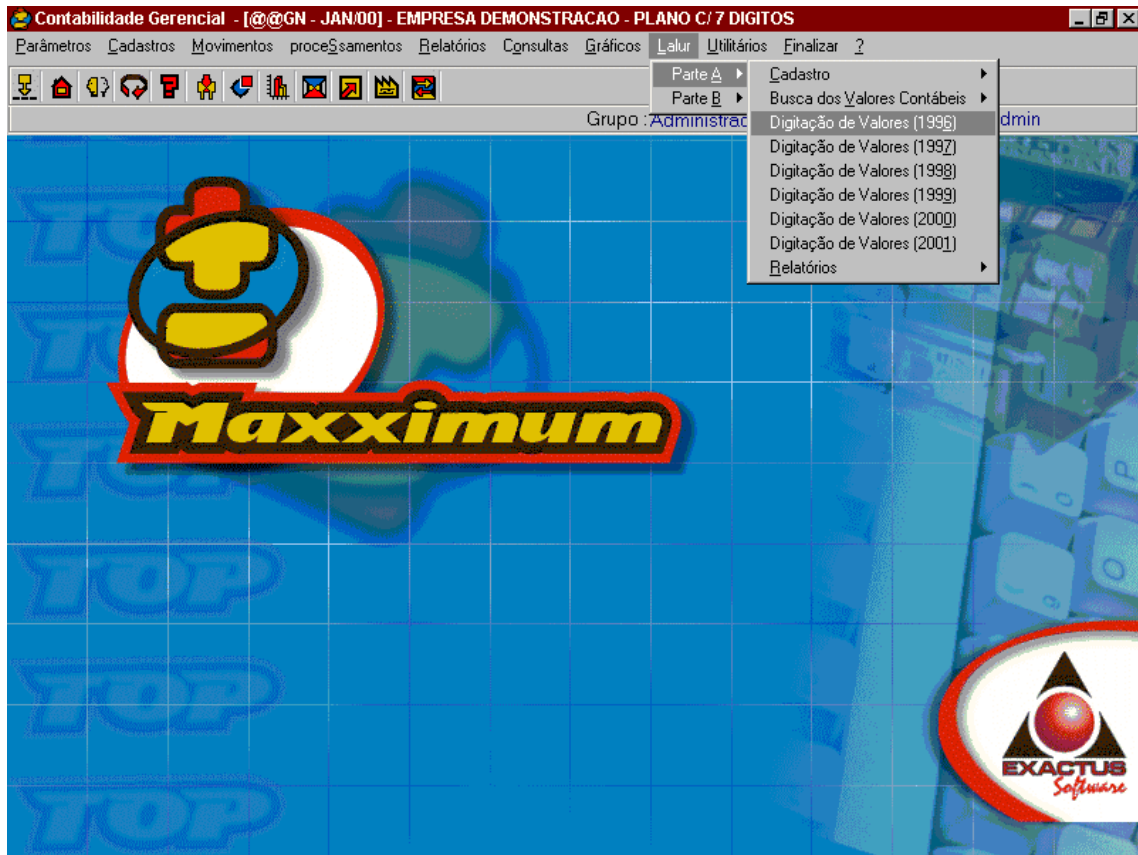 Contabilidade Gerencial - [@@GN - JAN/00] - EMPRESA DEMONSTRACAO - PLANO C/ 7 DIGITOS
Parâmetros Cadastros Movimentos proceSsamentos Relatórios Consultas Gráficos Lalur Utilitários Finalizar ?
Parte A
Parte B
Cadastro
Busca dos Valores Contábeis
Digitação de Valores (1996)
Digitação de Valores (1997)
Digitação de Valores (1998)
Digitação de Valores (1999)
Digitação de Valores (2000)
Digitação de Valores (2001)
Relatórios
Grupo : Administrac dmin
TOP
Maxximum
TOP
TOP
TOP
TOP
EXACTUS
Software